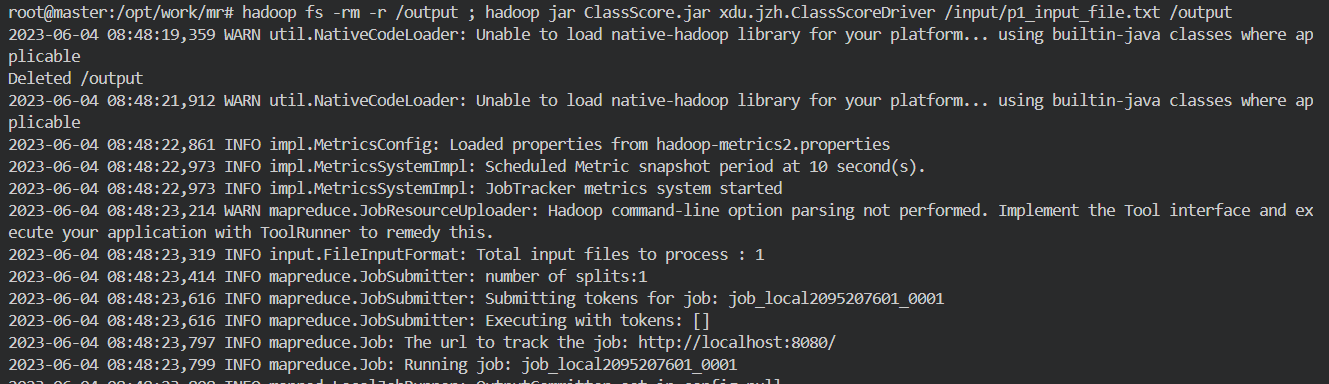 root@master:/opt/work/mr# hadoop fs -rm -r /output ; hadoop jar ClassScore.jar xdu.jzh.ClassScoreDriver /input/p1_input_file.txt /output
2023-06-04 08:48:19,359 WARN util.NativeCodeLoader: Unable to load native-hadoop library for your platform... using builtin-java classes where ap
plicable
Deleted /output
2023-06-04 08:48:21,912 WARN util.NativeCodeLoader: Unable to load native-hadoop library for your platform... using builtin-java classes where ap
plicable
2023-06-04 08:48:22,861 INFO impl.MetricsConfig: Loaded properties from hadoop-metrics2.properties
2023-06-04 08:48:22,973 INFO impl.MetricsSystemImpl: Scheduled Metric snapshot period at 10 second(s).
2023-06-04 08:48:22,973 INFO impl.MetricsSystemImpl: JobTracker metrics system started
2023-06-04 08:48:23,214 WARN mapreduce.JobResourceUploader: Hadoop command-line option parsing not performed. Implement the Tool interface and ex
ecute your application with ToolRunner to remedy this.
2023-06-04 08:48:23,319 INFO input.FileInputFormat: Total input files to process : 1
2023-06-04 08:48:23,414 INFO mapreduce.JobSubmitter: number of splits:1
2023-06-04 08:48:23,616 INFO mapreduce.JobSubmitter: Submitting tokens for job: job_local2095207601_0001
2023-06-04 08:48:23,616 INFO mapreduce.JobSubmitter: Executing with tokens: []
2023-06-04 08:48:23,797 INFO mapreduce.Job: The url to track the job: http://localhost:8080/
2023-06-04 08:48:23,799 INFO mapreduce.Job: Running job: job_local2095207601_0001